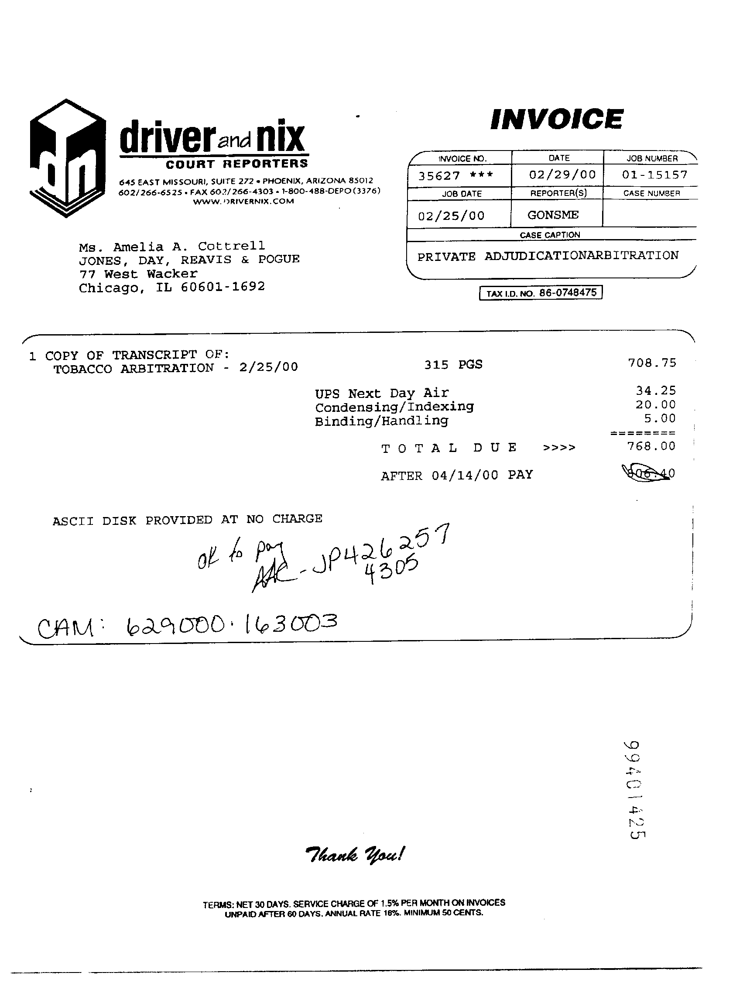 dn
driver and nix
COURT REPORTERS
645 EAST MISSOURI, SUITE 272 • PHOENIX, ARIZONA 85012
602/266-6525 • FAX 602/266-4303 • 1-800-488-DEPO (3376)
WWW.DRIVERNIX.COM
INVOICE
INVOICE NO. DATE JOB NUMBER
35627 *** 02/29/00 01-15157
JOB DATE REPORTER(S) CASE NUMBER
02/25/00 GONSME
CASE CAPTION
PRIVATE ADJUDICATIONARBITRATION
TAX I.D. NO. 86-0748475
Ms. Amelia A. Cottrell
JONES, DAY, REAVIS & POGUE
77 West Wacker
Chicago, IL 60601-1692
1 COPY OF TRANSCRIPT OF:
TOBACCO ARBITRATION - 2/25/00 315 PGS 708.75
UPS Next Day Air 34.25
Condensing/Indexing 20.00
Binding/Handling 5.00
========
TOTAL DUE >>>> 768.00
AFTER 04/14/00 PAY
ASCII DISK PROVIDED AT NO CHARGE
ok to pay
AAC - JP426257
4305
CAM: 629000.163003
99401425
Thank You!
TERMS: NET 30 DAYS. SERVICE CHARGE OF 1.5% PER MONTH ON INVOICES
UNPAID AFTER 60 DAYS. ANNUAL RATE 18%. MINIMUM 50 CENTS.